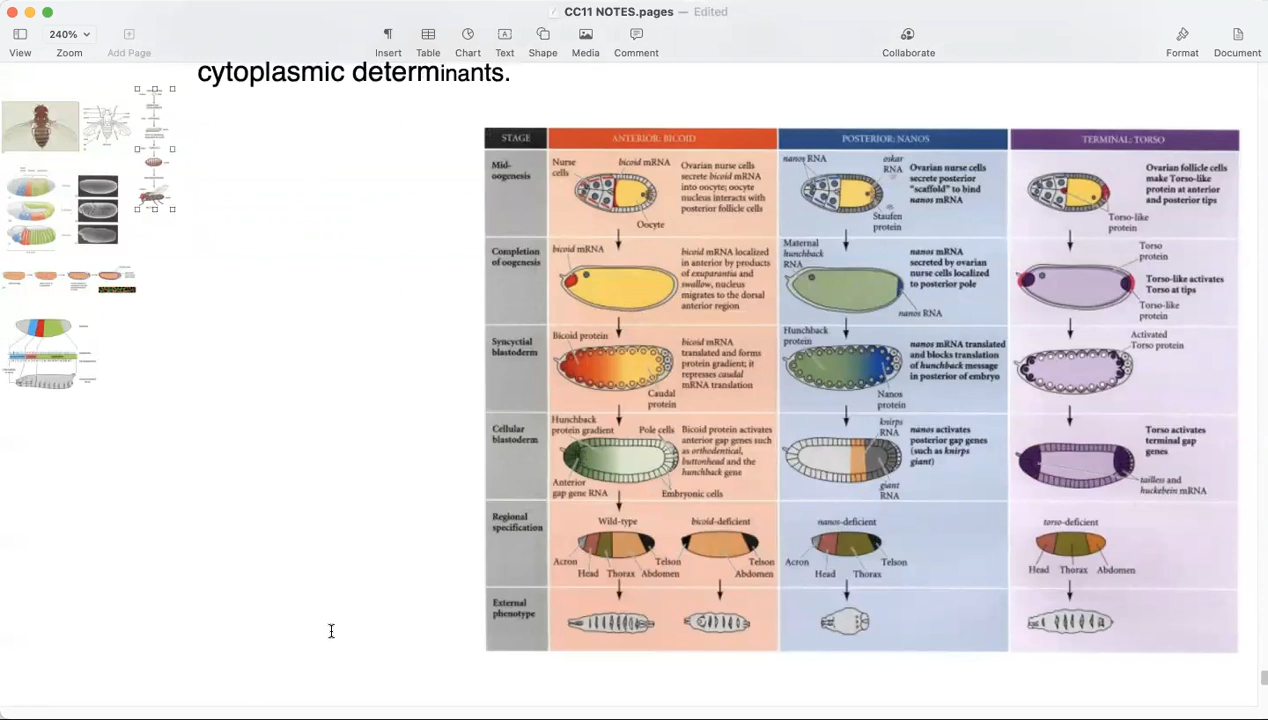 CC11 NOTES.pages — Edited
240%
View
Zoom
Add Page
Insert
Table
Chart
Text
Shape
Media
Comment
Collaborate
Format
Document
cytoplasmic determinants.
STAGE
ANTERIOR: BICOID
POSTERIOR: NANOS
TERMINAL: TORSO
Mid-
oogenesis
Nurse
cells
bicoid mRNA
Oocyte
Ovarian nurse cells
secrete bicoid mRNA
into oocyte; oocyte
nucleus interacts with
posterior follicle cells
nanos RNA
oskar
RNA
Staufen
protein
Ovarian nurse cells
secrete posterior
"scaffold" to bind
nanos mRNA
Torso-like
protein
Ovarian follicle cells
make Torso-like
protein at anterior
and posterior tips
Completion
of oogenesis
bicoid mRNA
bicoid mRNA localized
in anterior by products
of exuparantia and
swallow, nucleus
migrates to the dorsal
anterior region
Maternal
hunchback
RNA
nanos RNA
nanos mRNA
secreted by ovarian
nurse cells localized
to posterior pole
Torso
protein
Torso-like activates
Torso at tips
Torso-like
protein
Syncyctial
blastoderm
Bicoid protein
Caudal
protein
bicoid mRNA
translated and forms
protein gradient; it
represses caudal
mRNA translation
Hunchback
protein
Nanos
protein
nanos mRNA translated
and blocks translation
of hunchback message
in posterior of embryo
Activated
Torso protein
Cellular
blastoderm
Hunchback
protein gradient
Pole cells
Anterior
gap gene RNA
Embryonic cells
Bicoid protein activates
anterior gap genes such
as orthodentical,
buttonhead and the
hunchback gene
knirps
RNA
giant
RNA
nanos activates
posterior gap genes
(such as knirps
giant)
Torso activates
terminal gap
genes
tailless and
huckebein mRNA
Regional
specification
Wild-type
Acron
Head
Thorax
Abdomen
Telson
bicoid-deficient
Telson
Abdomen
nanos-deficient
Acron
Head
Thorax
Telson
torso-deficient
Head
Thorax
Abdomen
External
phenotype